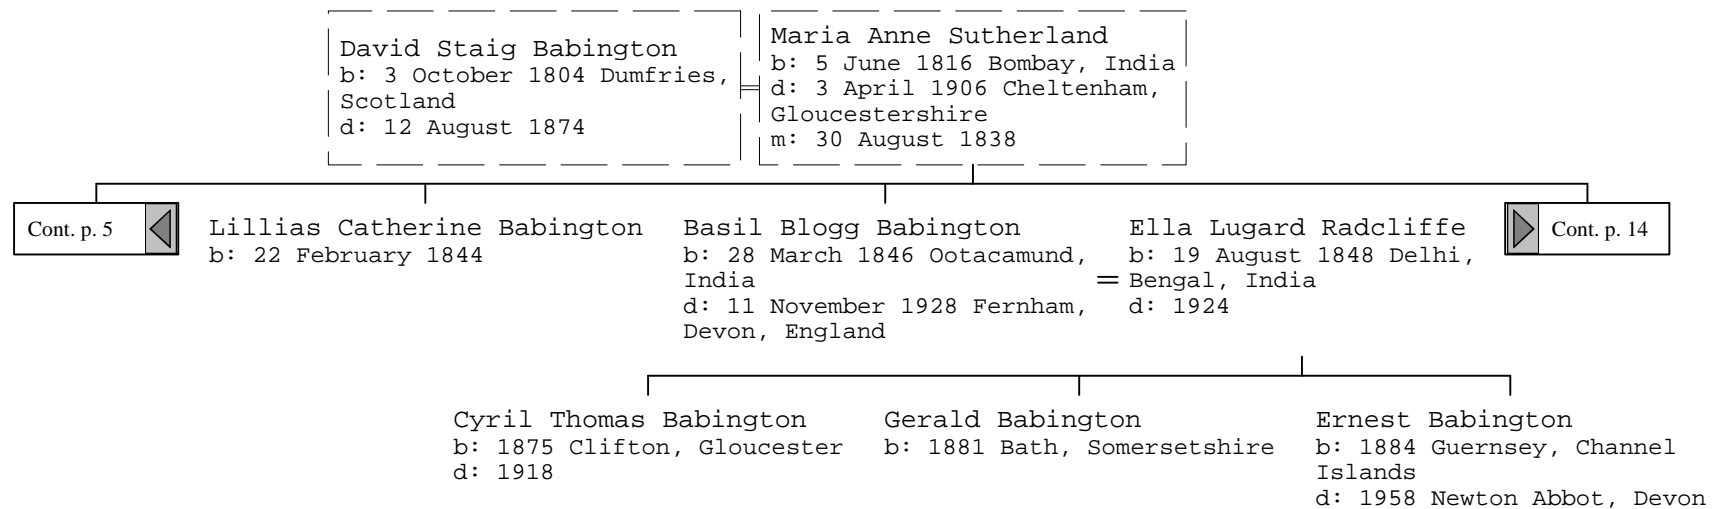 David Staig Babington
b: 3 October 1804 Dumfries,
Scotland
d: 12 August 1874
Maria Anne Sutherland
b: 5 June 1816 Bombay, India
d: 3 April 1906 Cheltenham,
Gloucestershire
m: 30 August 1838
=
Cont. p. 5
Lillias Catherine Babington
b: 22 February 1844
Basil Blogg Babington
b: 28 March 1846 Ootacamund,
India
d: 11 November 1928 Fernham,
Devon, England
=
Ella Lugard Radcliffe
b: 19 August 1848 Delhi,
Bengal, India
d: 1924
Cont. p. 14
Cyril Thomas Babington
b: 1875 Clifton, Gloucester
d: 1918
Gerald Babington
b: 1881 Bath, Somersetshire
Ernest Babington
b: 1884 Guernsey, Channel
Islands
d: 1958 Newton Abbot, Devon